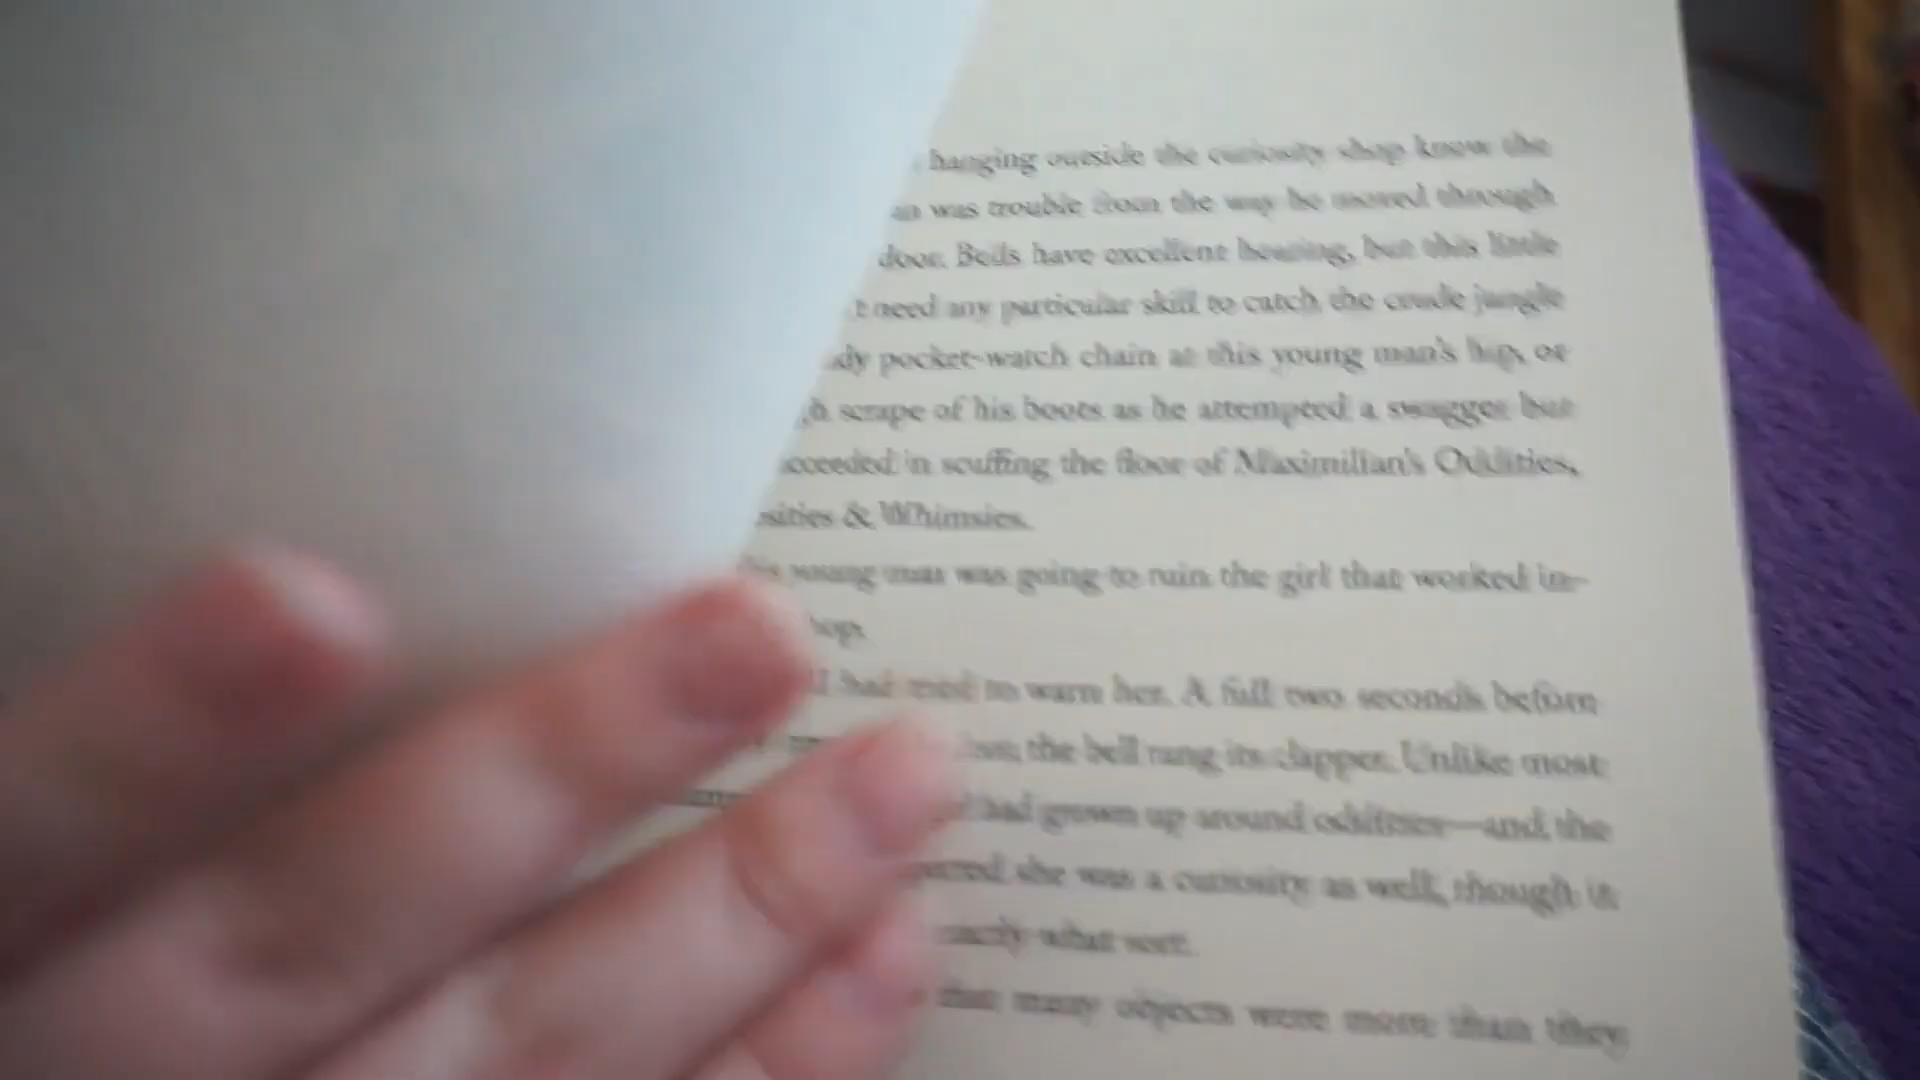 hanging outside the curiosity shop knew the
was trouble from the way he moved through
door. Bells have excellent hearing, but this little
t need any particular skill to catch the crude jangle
dy pocket-watch chain at this young man's hip, or
h scrape of his boots as he attempted a swagger but
cceeded in scuffing the floor of Maximilian's Oddities,
sities & Whimsies.
is young man was going to ruin the girl that worked in-
hop.
had tried to warn her. A full two seconds before
the bell rang its clapper. Unlike most
had grown up around oddities—and the
she was a curiosity as well, though it
what sort.
that many objects were more than they